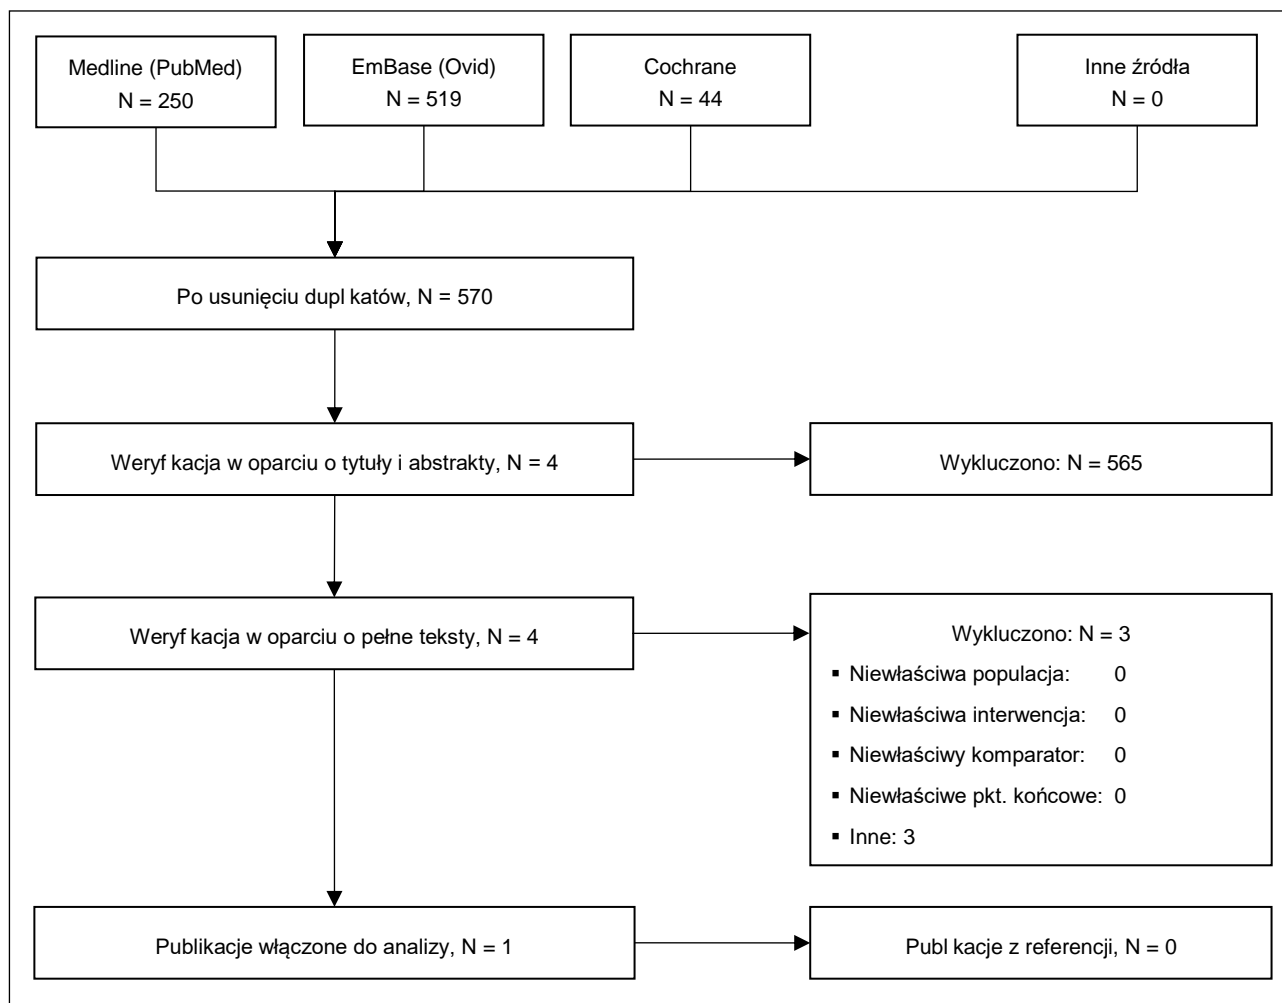 Medline (PubMed)
N = 250
EmBase (Ovid)
N = 519
Cochrane
N = 44
Inne źródła
N = 0
Po usunięciu dupl katów, N = 570
Weryf kacja w oparciu o tytuły i abstrakty, N = 4
Wykluczono: N = 565
Weryf kacja w oparciu o pełne teksty, N = 4
Wykluczono: N = 3
▪ Niewłaściwa populacja: 0
▪ Niewłaściwa interwencja: 0
▪ Niewłaściwy komparator: 0
▪ Niewłaściwe pkt. końcowe: 0
▪ Inne: 3
Publikacje włączone do analizy, N = 1
Publ kacje z referencji, N = 0